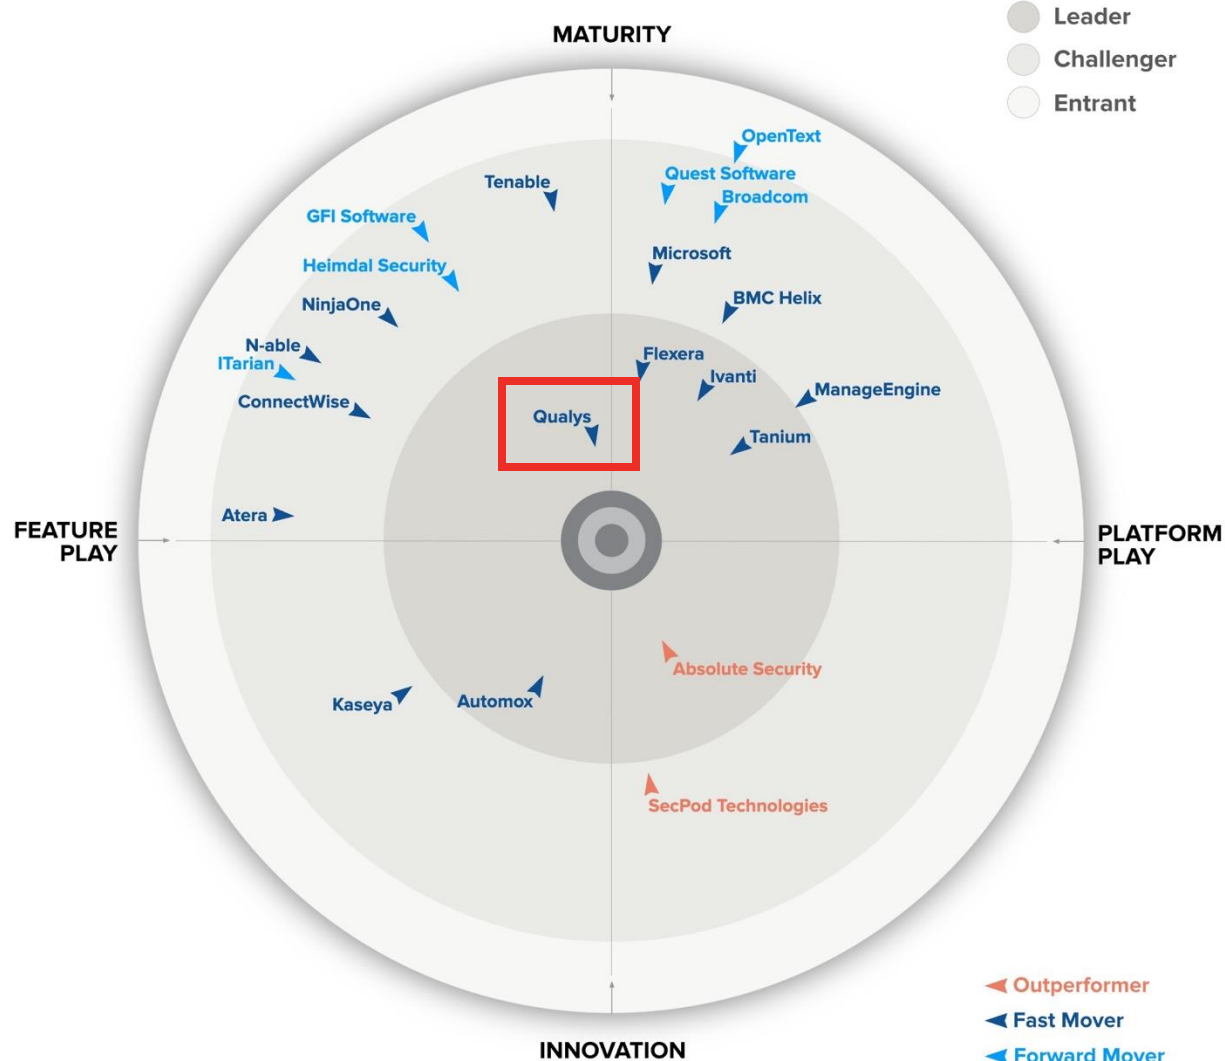 MATURITY
Leader
Challenger
Entrant
OpenText
Quest Software
Broadcom
Tenable
GFI Software
Microsoft
Heimdal Security
BMC Helix
NinjaOne
N-able
Flexera
ITarian
Ivanti
ManageEngine
ConnectWise
Qualys
Tanium
Atera
FEATURE
PLAY
PLATFORM
PLAY
Absolute Security
Kaseya
Automox
SecPod Technologies
Outperformer
Fast Mover
Forward Mover
INNOVATION